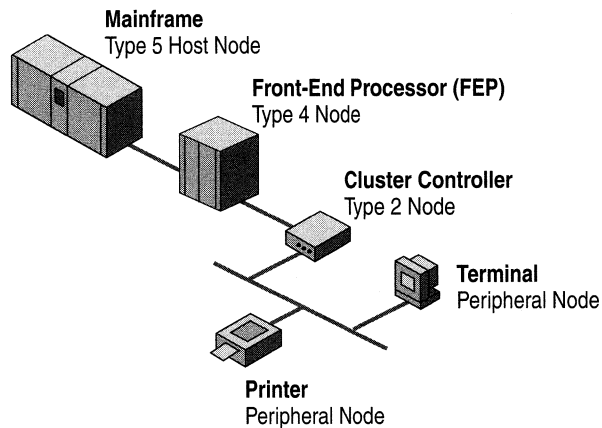 Mainframe
Type 5 Host Node
Front-End Processor (FEP)
Type 4 Node
Cluster Controller
Type 2 Node
Terminal
Peripheral Node
Printer
Peripheral Node